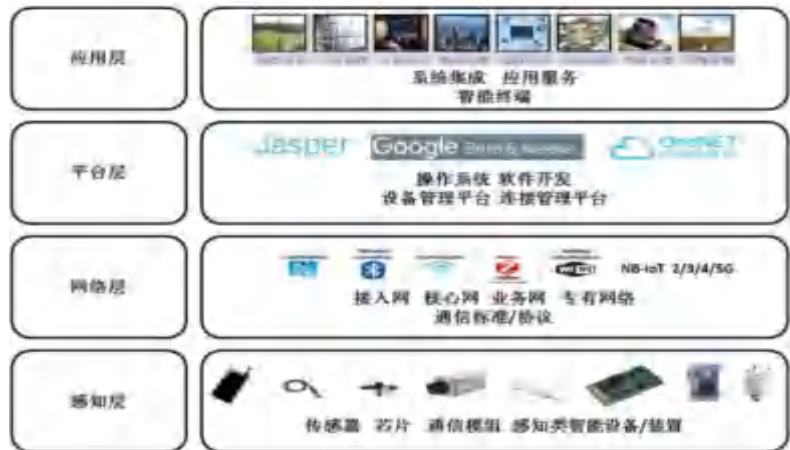 应用层
系统集成 应用服务
智能终端
平台层
Jasper Google
操作系统 软件开发
设备管理平台 连接管理平台
网络层
NB-IoT 2/3/4/5G
接入网 核心网 业务网 专有网络
通信标准/协议
感知层
传感器 芯片 通信模组 感知类智能设备/装置